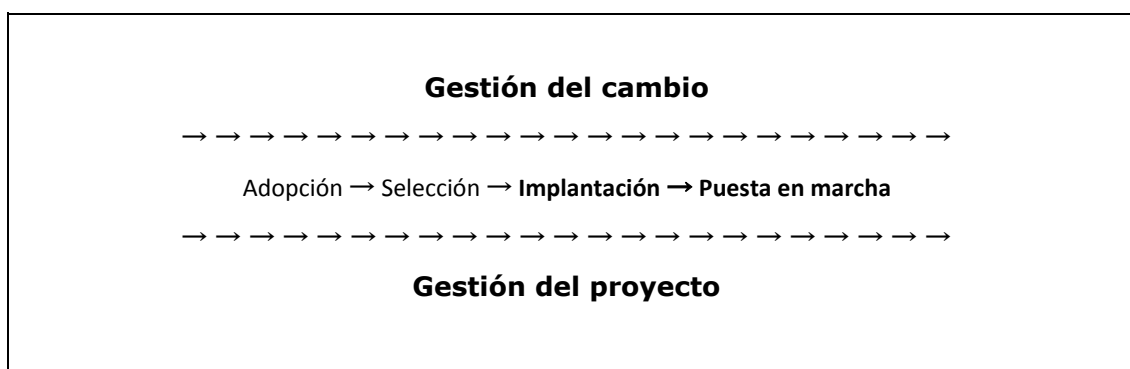 Gestión del cambio
→ → → → → → → → → → → → → → → → → → → → → → →
Adopción → Selección → Implantación → Puesta en marcha
→ → → → → → → → → → → → → → → → → → → → → → →
Gestión del proyecto